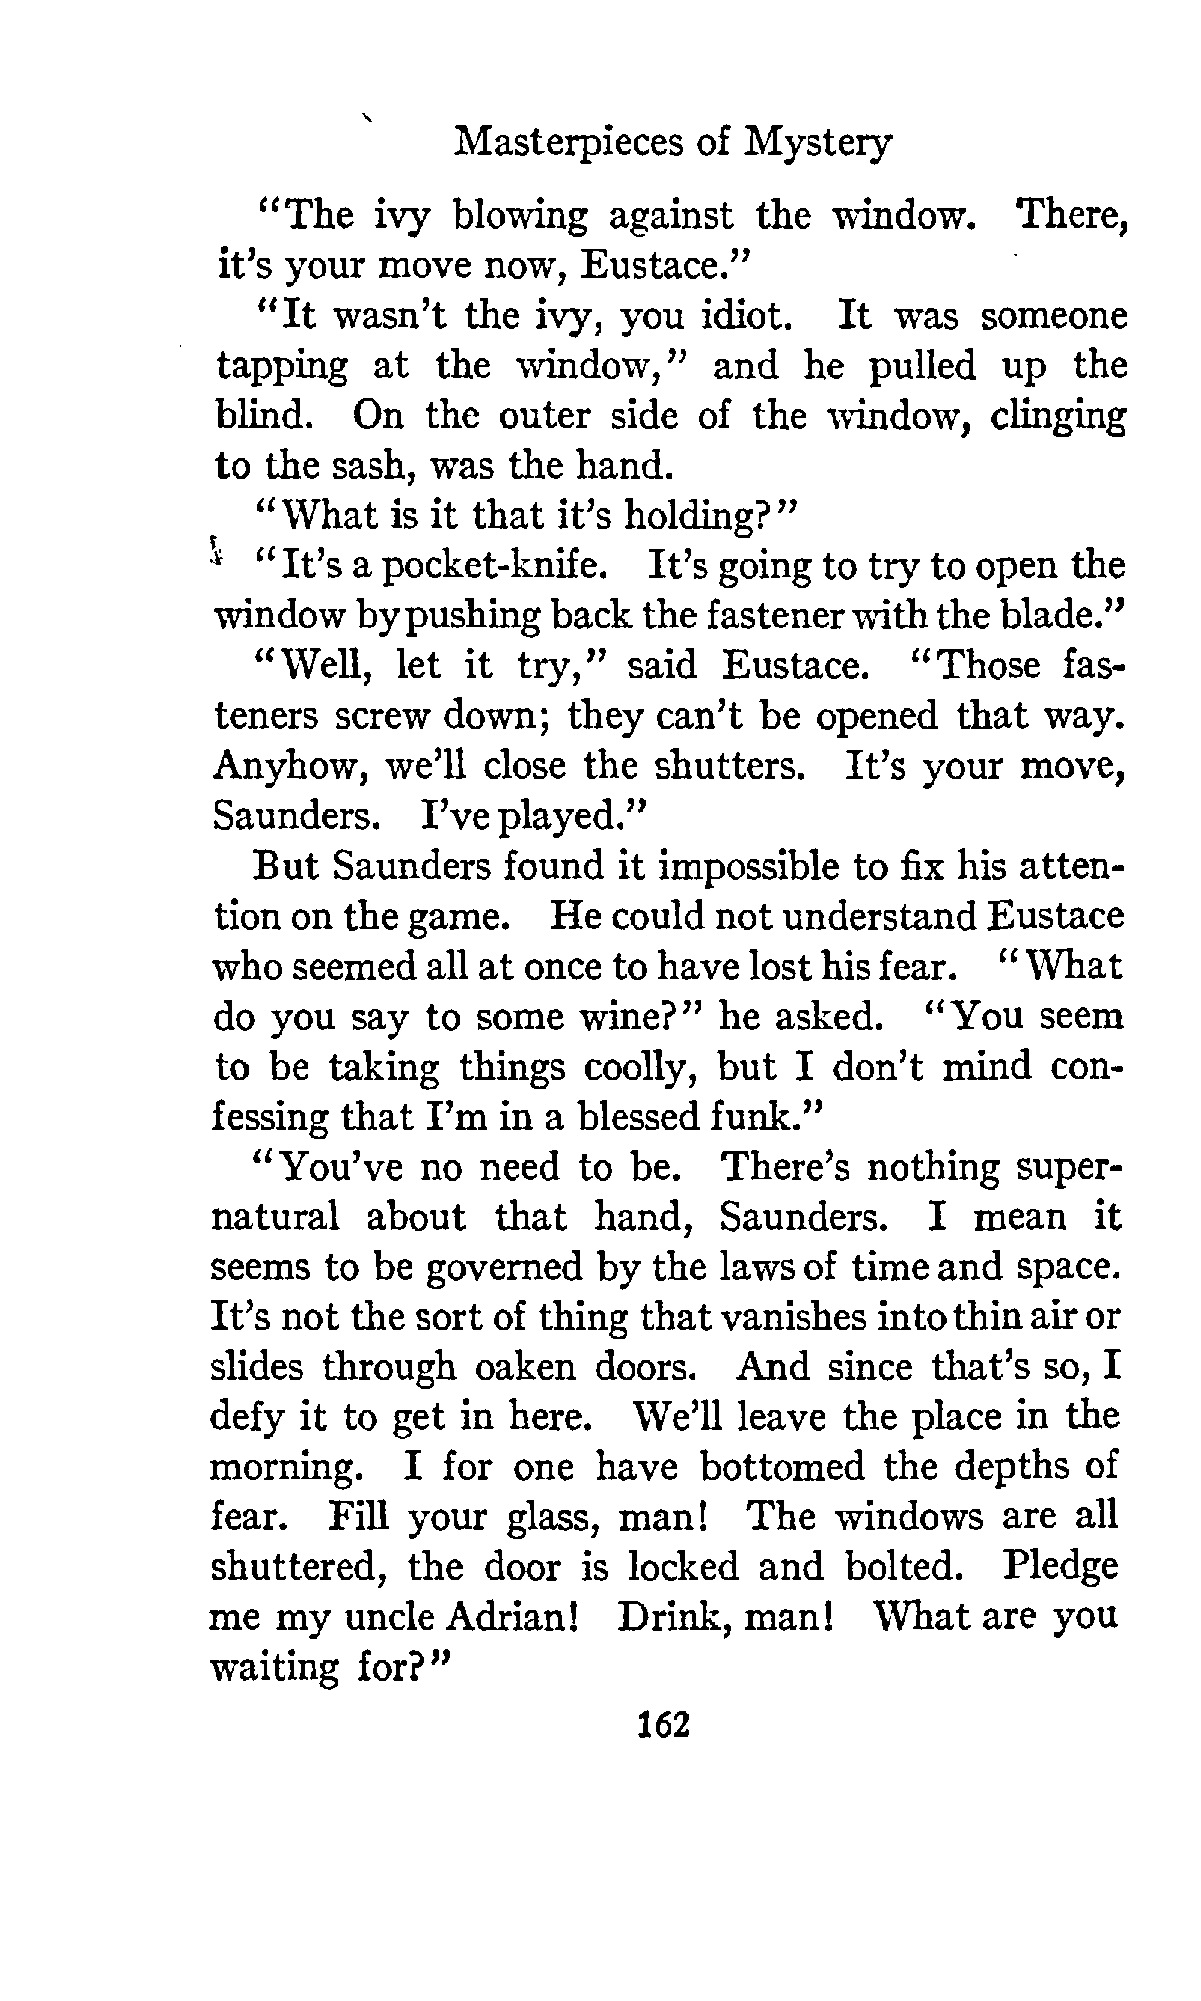 Masterpieces of Mystery
"The ivy blowing against the window. There,
it's your move now, Eustace."
"It wasn't the ivy, you idiot. It was someone
tapping at the window," and he pulled up the
blind. On the outer side of the window, clinging
to the sash, was the hand.
"What is it that it's holding?"
"It's a pocket-knife. It's going to try to open the
window by pushing back the fastener with the blade."
"Well, let it try," said Eustace. "Those fas-
teners screw down; they can't be opened that way.
Anyhow, we'll close the shutters. It's your move,
Saunders. I've played."
But Saunders found it impossible to fix his atten-
tion on the game. He could not understand Eustace
who seemed all at once to have lost his fear. "What
do you say to some wine?" he asked. "You seem
to be taking things coolly, but I don't mind con-
fessing that I'm in a blessed funk."
"You've no need to be. There's nothing super-
natural about that hand, Saunders. I mean it
seems to be governed by the laws of time and space.
It's not the sort of thing that vanishes into thin air or
slides through oaken doors. And since that's so, I
defy it to get in here. We'll leave the place in the
morning. I for one have bottomed the depths of
fear. Fill your glass, man! The windows are all
shuttered, the door is locked and bolted. Pledge
me my uncle Adrian! Drink, man! What are you
waiting for?"
162